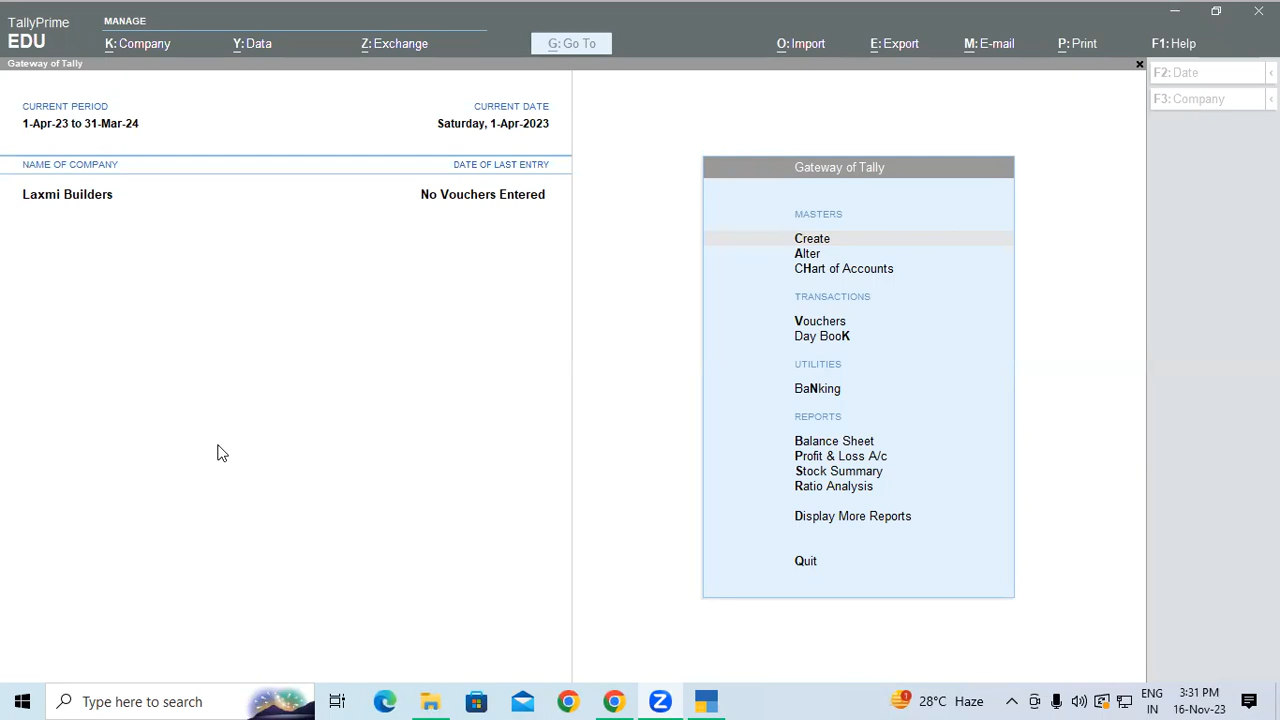 TallyPrime
EDU
MANAGE
K: Company
Y: Data
Z: Exchange
G: Go To
O: Import
E: Export
M: E-mail
P: Print
F1: Help
Gateway of Tally
F2: Date
F3: Company
CURRENT PERIOD
CURRENT DATE
1-Apr-23 to 31-Mar-24
Saturday, 1-Apr-2023
NAME OF COMPANY
DATE OF LAST ENTRY
Laxmi Builders
No Vouchers Entered
Gateway of Tally
MASTERS
Create
Alter
CHart of Accounts
TRANSACTIONS
Vouchers
Day BooK
UTILITIES
BaNking
REPORTS
Balance Sheet
Profit & Loss A/c
Stock Summary
Ratio Analysis
Display More Reports
Quit
Type here to search
1
28°C Haze
ENG
IN
3:31 PM
16-Nov-23